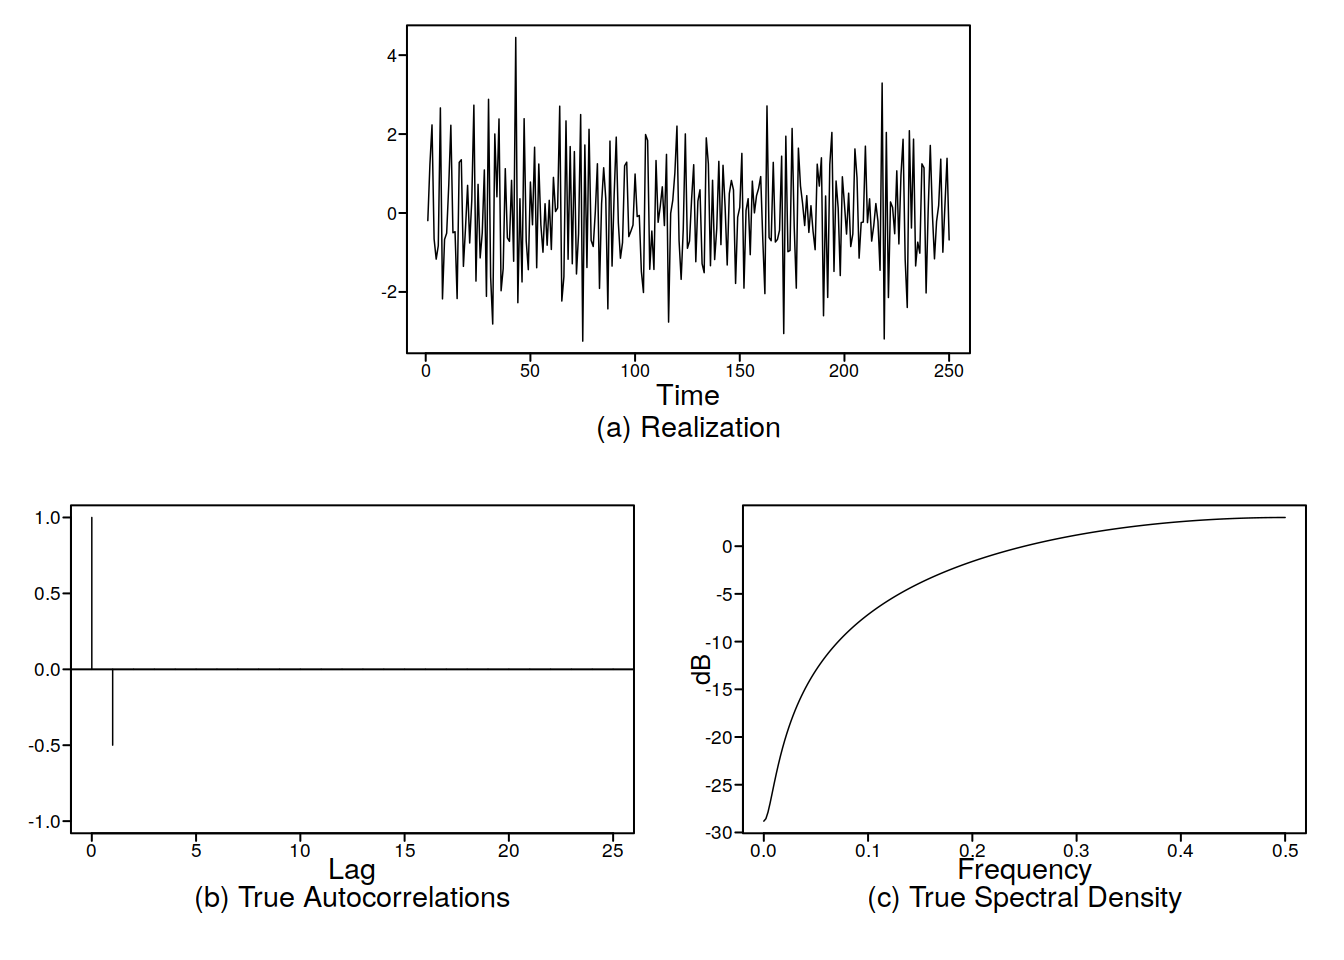 4
2
0
-2
0 50 100 150 200 250
Time
(a) Realization
1.0
0.5
0.0
-0.5
-1.0
0 5 10 15 20 25
Lag
(b) True Autocorrelations
dB
0
-5
-10
-15
-20
-25
-30
0.0 0.1 0.2 0.3 0.4 0.5
Frequency
(c) True Spectral Density